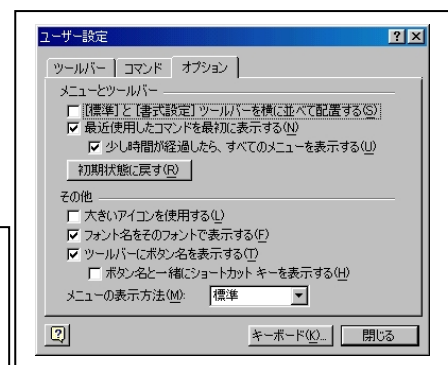 ユーザー設定
ツールバー コマンド オプション
メニューとツールバー
[標準]と[書式設定]ツールバーを横に並べて配置する(S)
最近使用したコマンドを最初に表示する(N)
少し時間が経過したら、すべてのメニューを表示する(U)
初期状態に戻す(R)
その他
大きいアイコンを使用する(L)
フォント名をそのフォントで表示する(F)
ツールバーにボタン名を表示する(T)
ボタン名と一緒にショートカット キーを表示する(H)
メニューの表示方法(M): 標準
キーボード(K)... 閉じる